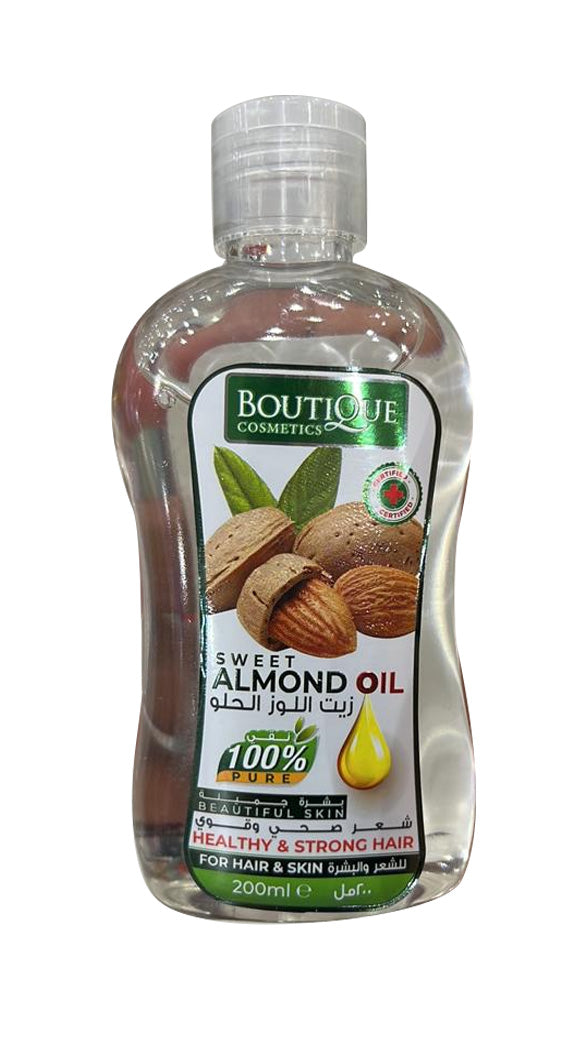 BOUTIQUE
COSMETICS
CERTIFIED
CERTIFIED
SWEET
ALMOND OIL
زيت اللوز الحلو
نقي
100%
PURE
بشرة جميلة
BEAUTIFUL SKIN
شعر صحي وقوي
HEALTHY & STRONG HAIR
FOR HAIR & SKIN للشعر والبشرة
200ml ℮ ٢٠٠مل